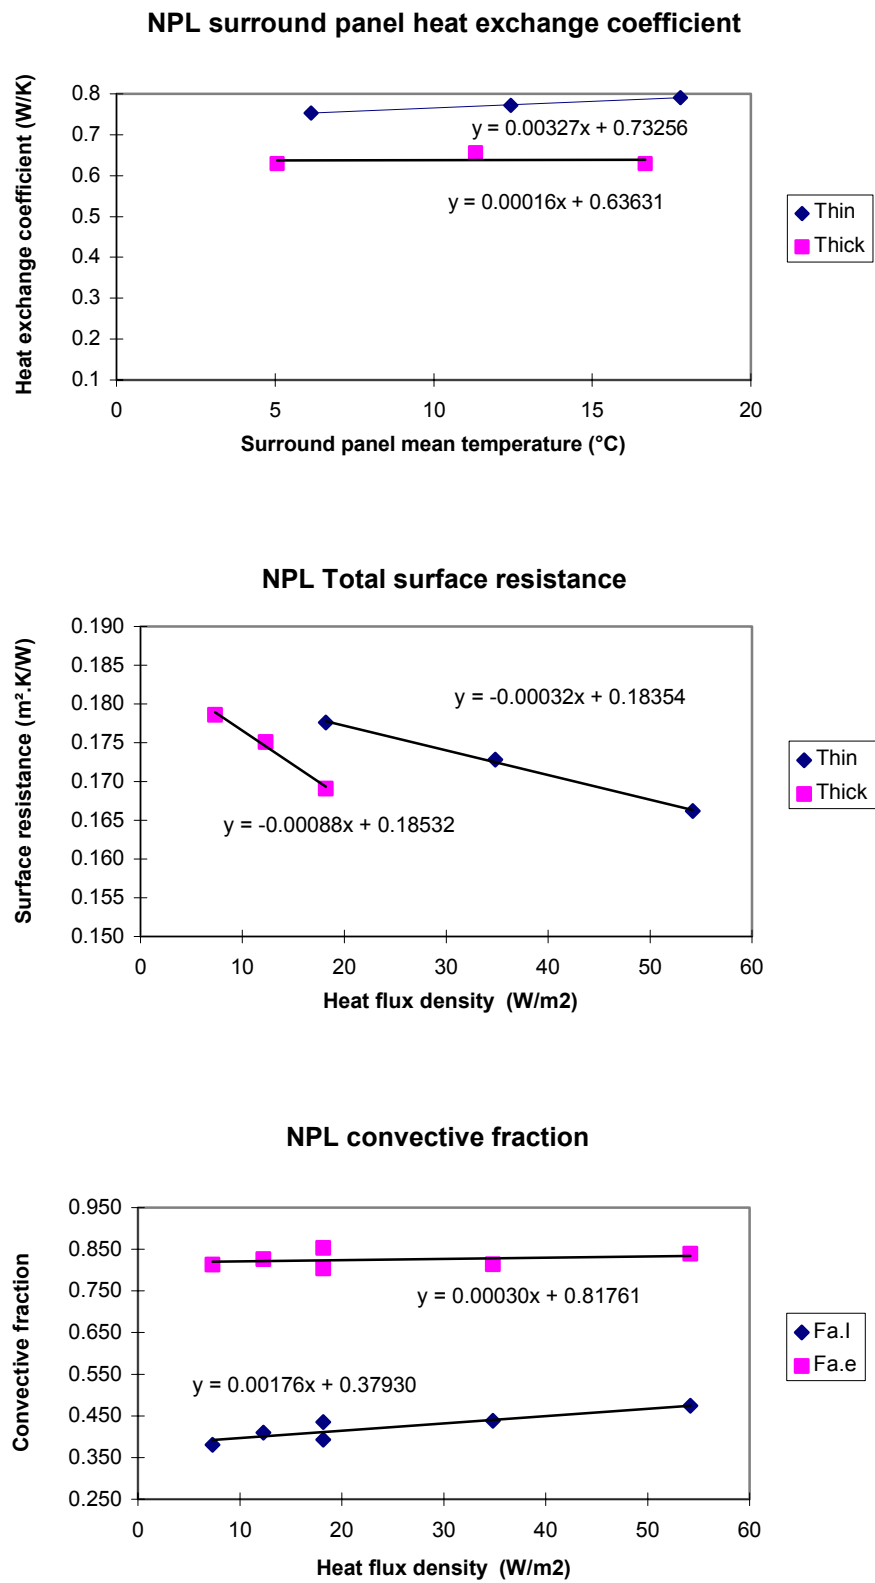 NPL surround panel heat exchange coefficient
Heat exchange coefficient (W/K)
0.8
0.7
0.6
0.5
0.4
0.3
0.2
0.1
y = 0.00327x + 0.73256
y = 0.00016x + 0.63631
0
5
10
15
20
Surround panel mean temperature (°C)
Thin
Thick
NPL Total surface resistance
Surface resistance (m².K/W)
0.190
0.185
0.180
0.175
0.170
0.165
0.160
0.155
0.150
y = -0.00032x + 0.18354
y = -0.00088x + 0.18532
0
10
20
30
40
50
60
Heat flux density (W/m2)
Thin
Thick
NPL convective fraction
Convective fraction
0.950
0.850
0.750
0.650
0.550
0.450
0.350
0.250
y = 0.00030x + 0.81761
y = 0.00176x + 0.37930
0
10
20
30
40
50
60
Heat flux density (W/m2)
Fa.I
Fa.e